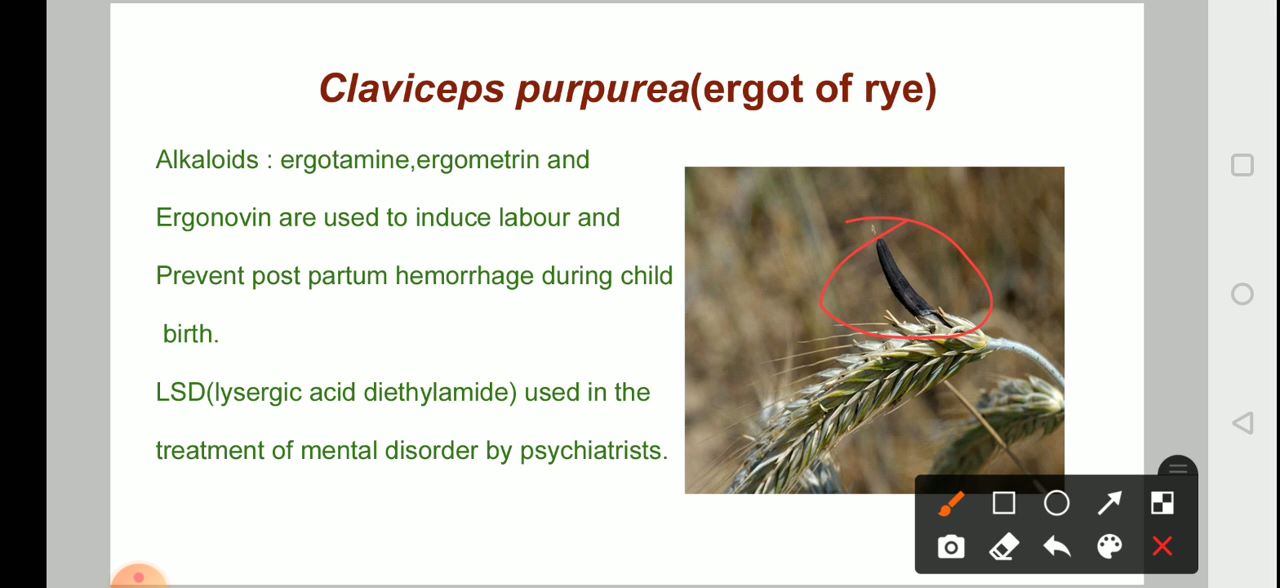 Claviceps purpurea(ergot of rye)
Alkaloids : ergotamine,ergometrin and
Ergonovin are used to induce labour and
Prevent post partum hemorrhage during child
birth.
LSD(lysergic acid diethylamide) used in the
treatment of mental disorder by psychiatrists.